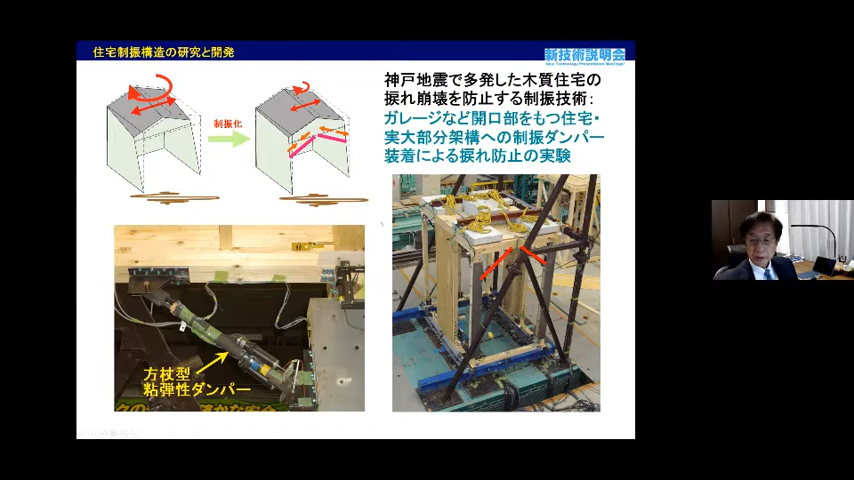 住宅制振構造の研究と開発
新技術説明会
New Technology Presentation Meetings!
神戸地震で多発した木質住宅の
捩れ崩壊を防止する制振技術：
ガレージなど開口部をもつ住宅・
実大部分架構への制振ダンパー
装着による捩れ防止の実験
制振化
方杖型
粘弾性ダンパー